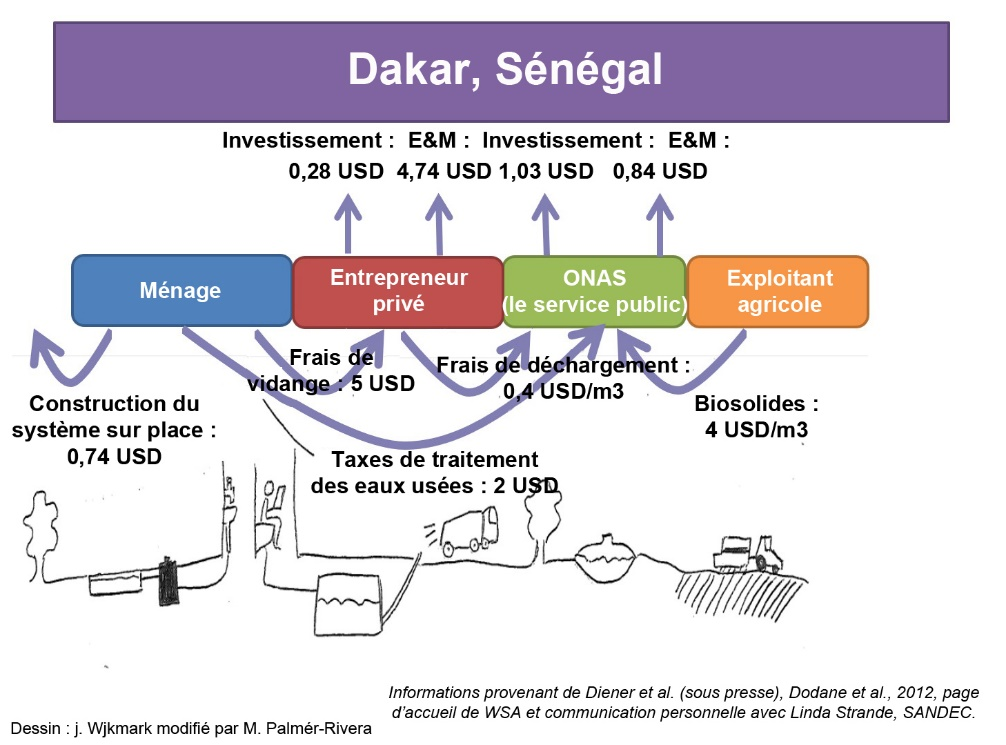 Dakar, Sénégal
Investissement : E&M : Investissement : E&M :
0,28 USD 4,74 USD 1,03 USD 0,84 USD
Ménage
Entrepreneur
privé
ONAS
(le service public)
Exploitant
agricole
Frais de
vidange : 5 USD
Frais de déchargement :
0,4 USD/m3
Construction du
système sur place :
0,74 USD
Biosolides :
4 USD/m3
Taxes de traitement
des eaux usées : 2 USD
Informations provenant de Diener et al. (sous presse), Dodane et al., 2012, page
d’accueil de WSA et communication personnelle avec Linda Strande, SANDEC.
Dessin : j. Wjkmark modifié par M. Palmér-Rivera